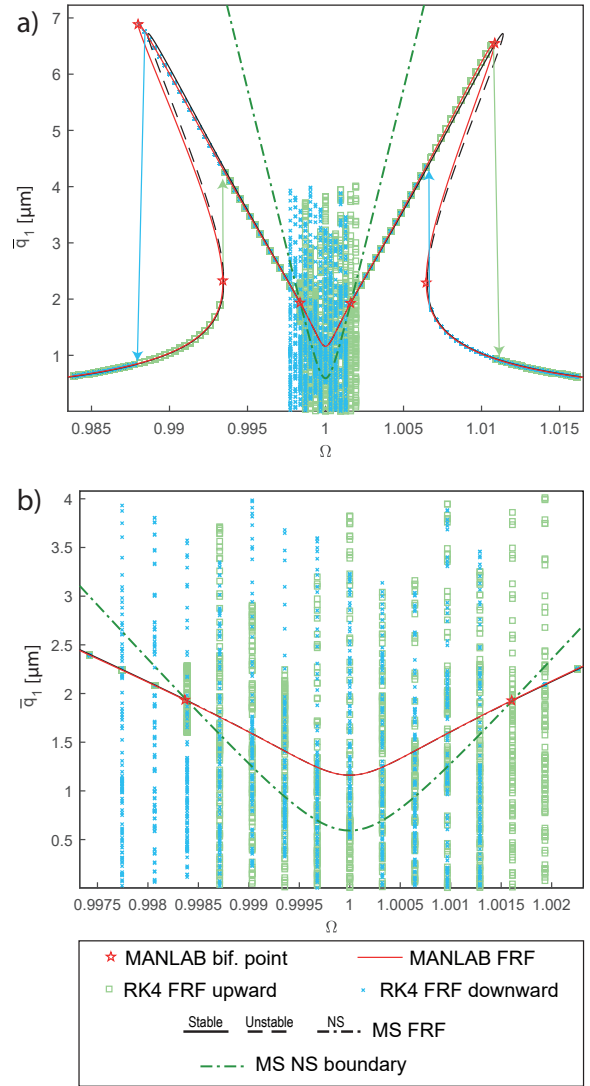 a)
7
6
5
4
3
2
1
q̄₁ [µm]
0.985 0.99 0.995 1 1.005 1.01 1.015
Ω
b)
4
3.5
3
2.5
2
1.5
1
0.5
q̄₁ [µm]
0.9975 0.998 0.9985 0.999 0.9995 1 1.0005 1.001 1.0015 1.002
Ω
MANLAB bif. point MANLAB FRF
RK4 FRF upward RK4 FRF downward
Stable Unstable NS MS FRF
MS NS boundary